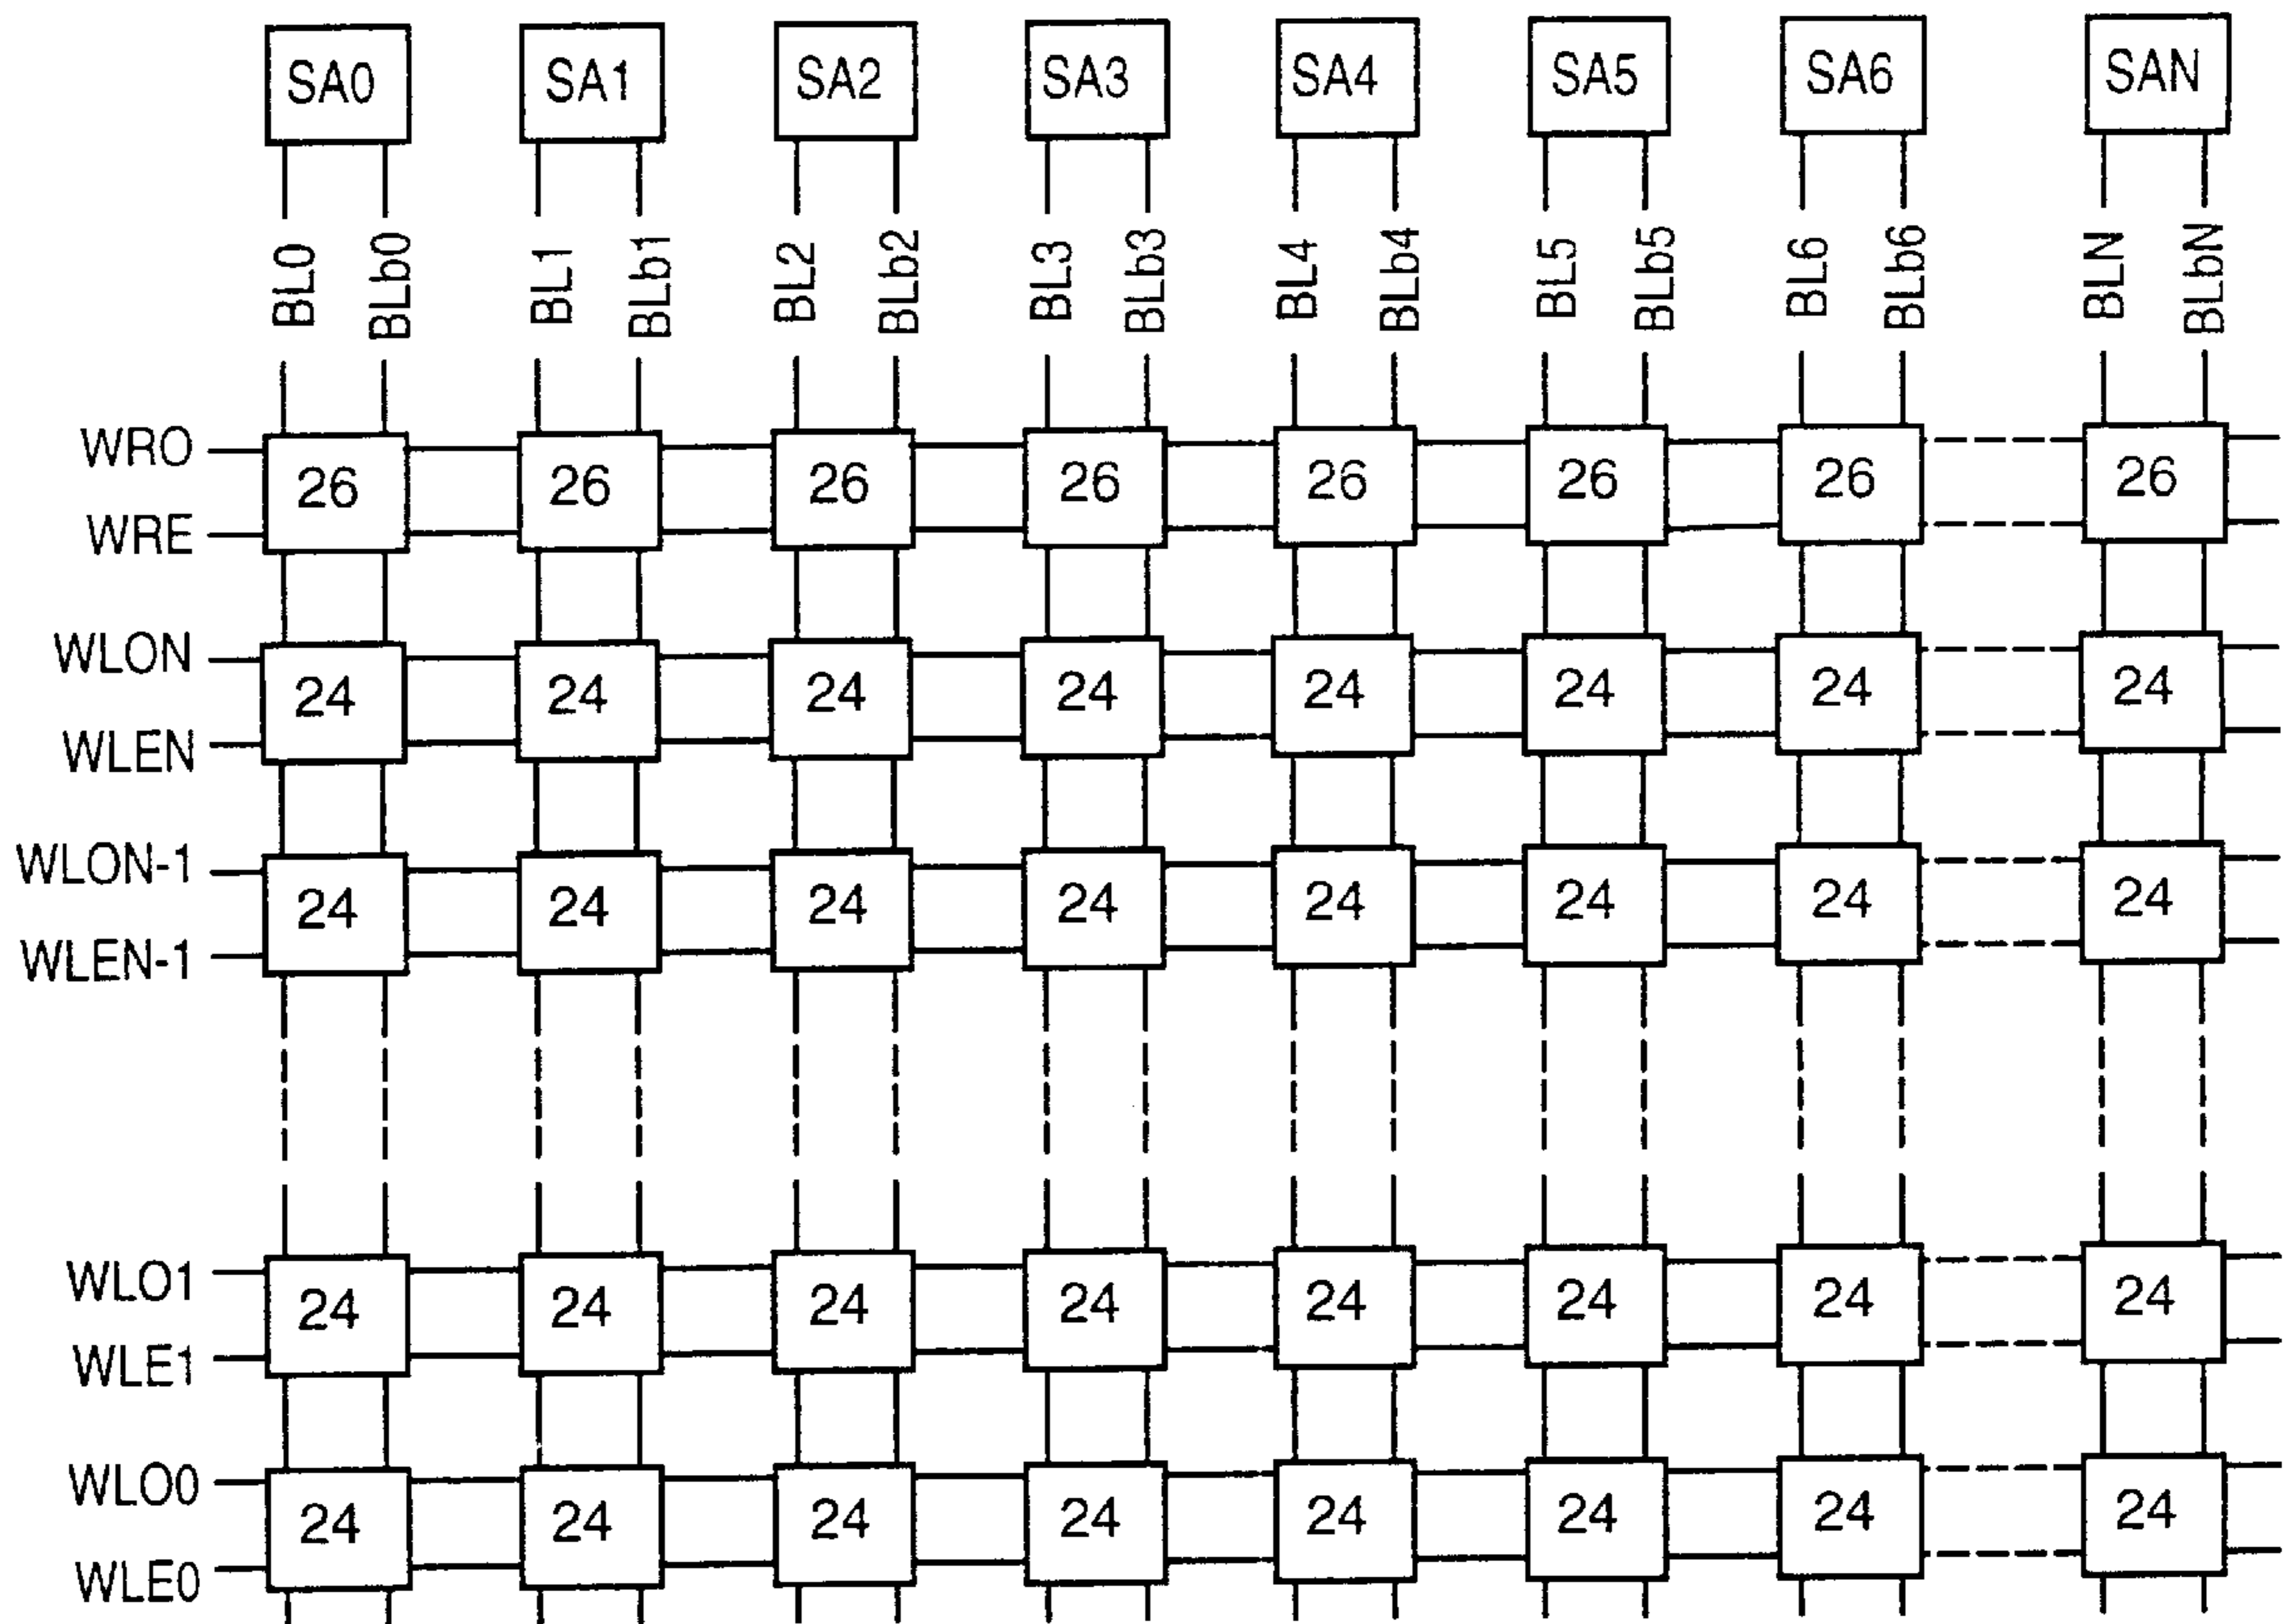 SA0 SA1 SA2 SA3 SA4 SA5 SA6 SAN
BL0 BLb0 BL1 BLb1 BL2 BLb2 BL3 BLb3 BL4 BLb4 BL5 BLb5 BL6 BLb6 BLN BLbN
WRO
26 26 26 26 26 26 26 26
WRE
WLON
24 24 24 24 24 24 24 24
WLEN
WLON-1
24 24 24 24 24 24 24 24
WLEN-1
WLO1
24 24 24 24 24 24 24 24
WLE1
WLO0
24 24 24 24 24 24 24 24
WLE0